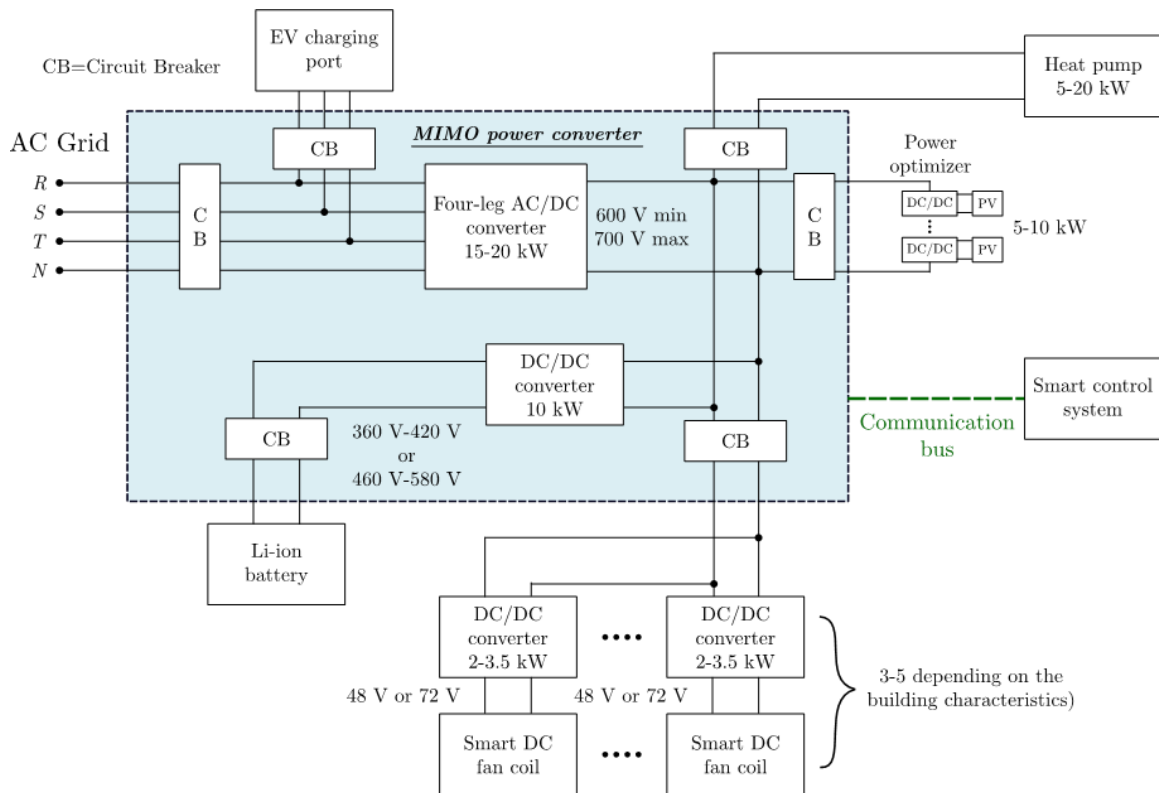 EV charging
port
CB=Circuit Breaker
Heat pump
5-20 kW
MIMO power converter
AC Grid
CB
CB
Power
optimizer
R
S
T
N
C
B
Four-leg AC/DC
converter
15-20 kW
600 V min
700 V max
C
B
DC/DC
PV
DC/DC
PV
5-10 kW
DC/DC
converter
10 kW
Smart control
system
Communication
bus
CB
360 V-420 V
or
460 V-580 V
CB
Li-ion
battery
DC/DC
converter
2-3.5 kW
DC/DC
converter
2-3.5 kW
48 V or 72 V
48 V or 72 V
3-5 depending on the
building characteristics)
Smart DC
fan coil
Smart DC
fan coil